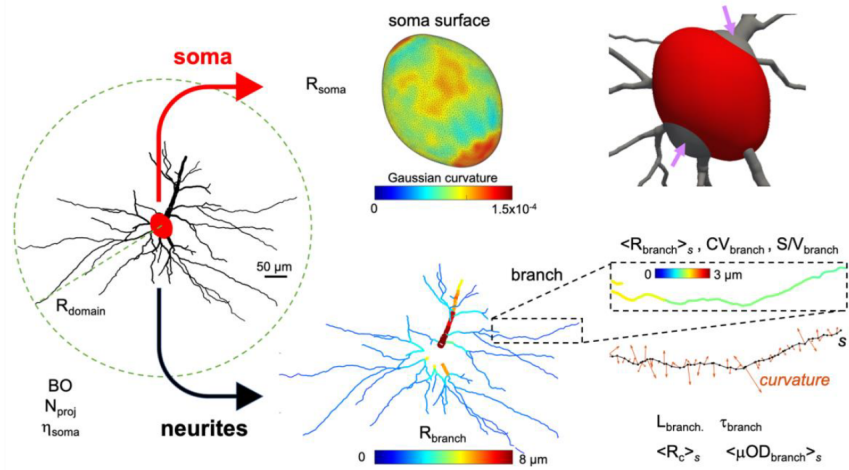 soma surface
soma
R_soma
Gaussian curvature
0
1.5x10⁻⁴
50 µm
R_domain
<R_branch>_s , CV_branch , S/V_branch
branch
0 3 µm
s
curvature
BO
N_proj
η_soma
neurites
R_branch
0 8 µm
L_branch. τ_branch
<R_c>_s <µOD_branch>_s